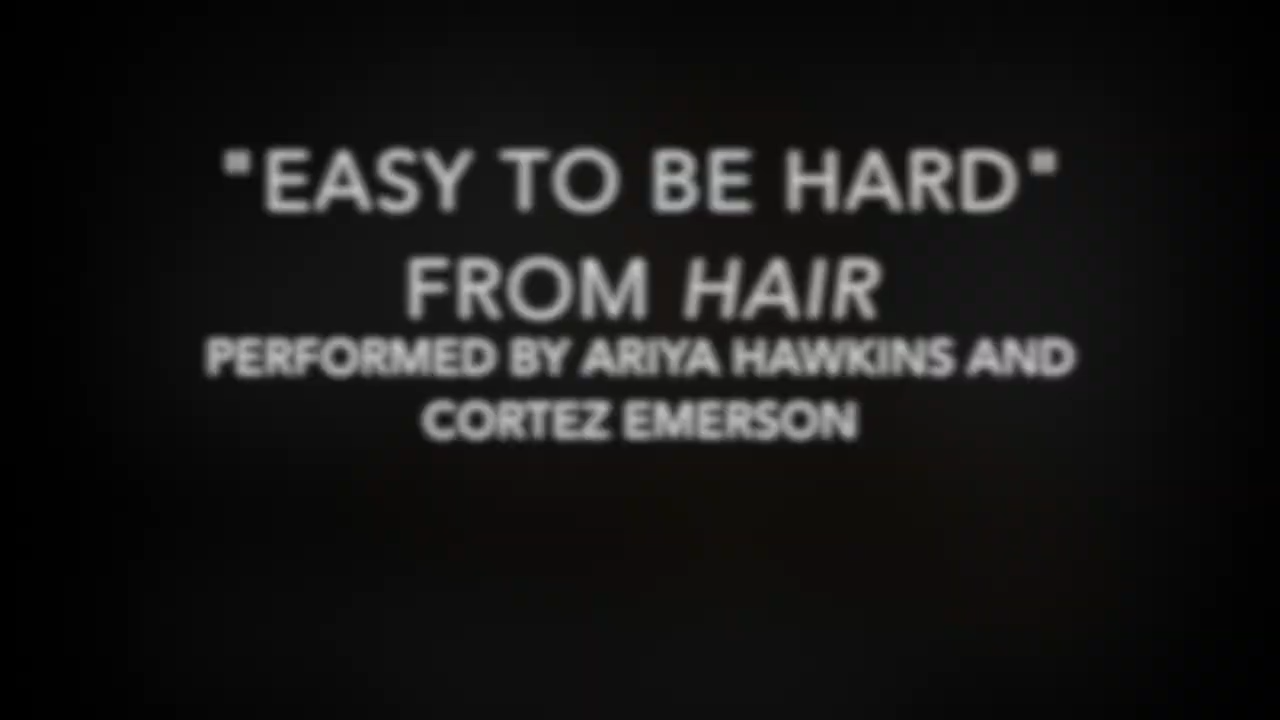 "EASY TO BE HARD"
FROM HAIR
PERFORMED BY ARIYA HAWKINS AND
CORTEZ EMERSON